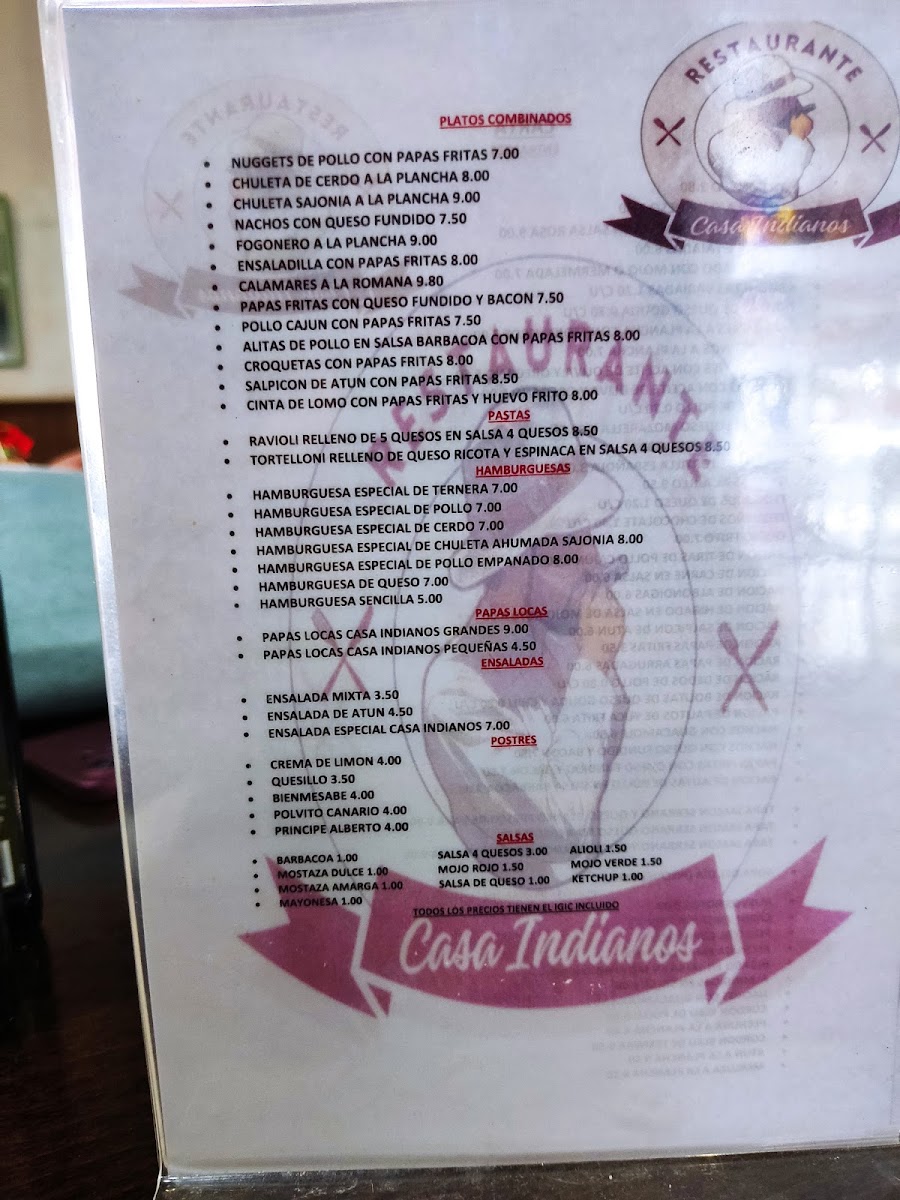 RESTAURANTE
Casa Indianos
PLATOS COMBINADOS
• NUGGETS DE POLLO CON PAPAS FRITAS 7.00
• CHULETA DE CERDO A LA PLANCHA 8.00
• CHULETA SAJONIA A LA PLANCHA 9.00
• NACHOS CON QUESO FUNDIDO 7.50
• FOGONERO A LA PLANCHA 9.00
• ENSALADILLA CON PAPAS FRITAS 8.00
• CALAMARES A LA ROMANA 9.80
• PAPAS FRITAS CON QUESO FUNDIDO Y BACON 7.50
• POLLO CAJUN CON PAPAS FRITAS 7.50
• ALITAS DE POLLO EN SALSA BARBACOA CON PAPAS FRITAS 8.00
• CROQUETAS CON PAPAS FRITAS 8.00
• SALPICON DE ATUN CON PAPAS FRITAS 8.50
• CINTA DE LOMO CON PAPAS FRITAS Y HUEVO FRITO 8.00
PASTAS
• RAVIOLI RELLENO DE 5 QUESOS EN SALSA 4 QUESOS 8.50
• TORTELLONI RELLENO DE QUESO RICOTA Y ESPINACA EN SALSA 4 QUESOS 8.50
HAMBURGUESAS
• HAMBURGUESA ESPECIAL DE TERNERA 7.00
• HAMBURGUESA ESPECIAL DE POLLO 7.00
• HAMBURGUESA ESPECIAL DE CERDO 7.00
• HAMBURGUESA ESPECIAL DE CHULETA AHUMADA SAJONIA 8.00
• HAMBURGUESA ESPECIAL DE POLLO EMPANADO 8.00
• HAMBURGUESA DE QUESO 7.00
• HAMBURGUESA SENCILLA 5.00
PAPAS LOCAS
• PAPAS LOCAS CASA INDIANOS GRANDES 9.00
• PAPAS LOCAS CASA INDIANOS PEQUEÑAS 4.50
ENSALADAS
• ENSALADA MIXTA 3.50
• ENSALADA DE ATUN 4.50
• ENSALADA ESPECIAL CASA INDIANOS 7.00
POSTRES
• CREMA DE LIMON 4.00
• QUESILLO 3.50
• BIENMESABE 4.00
• POLVITO CANARIO 4.00
• PRINCIPE ALBERTO 4.00
SALSAS
• BARBACOA 1.00 SALSA 4 QUESOS 3.00 ALIOLI 1.50
• MOSTAZA DULCE 1.00 MOJO ROJO 1.50 MOJO VERDE 1.50
• MOSTAZA AMARGA 1.00 SALSA DE QUESO 1.00 KETCHUP 1.00
• MAYONESA 1.00
TODOS LOS PRECIOS TIENEN EL IGIC INCLUIDO
RESTAURANTE
Casa Indianos